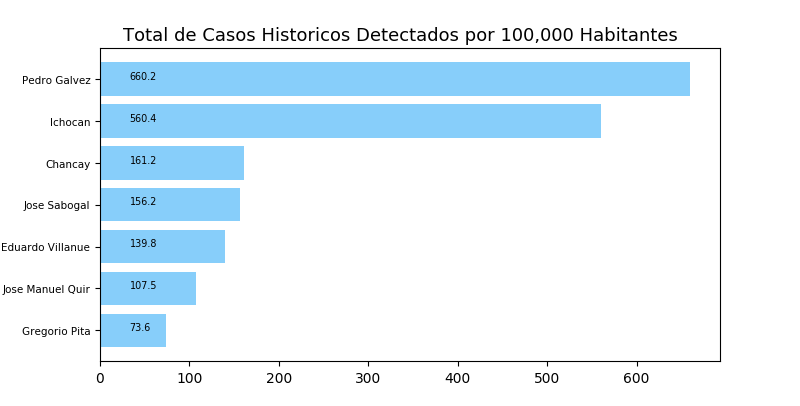 Total de Casos Historicos Detectados por 100,000 Habitantes
Pedro Galvez 660.2
Ichocan 560.4
Chancay 161.2
Jose Sabogal 156.2
Eduardo Villanue 139.8
Jose Manuel Quir 107.5
Gregorio Pita 73.6
0 100 200 300 400 500 600